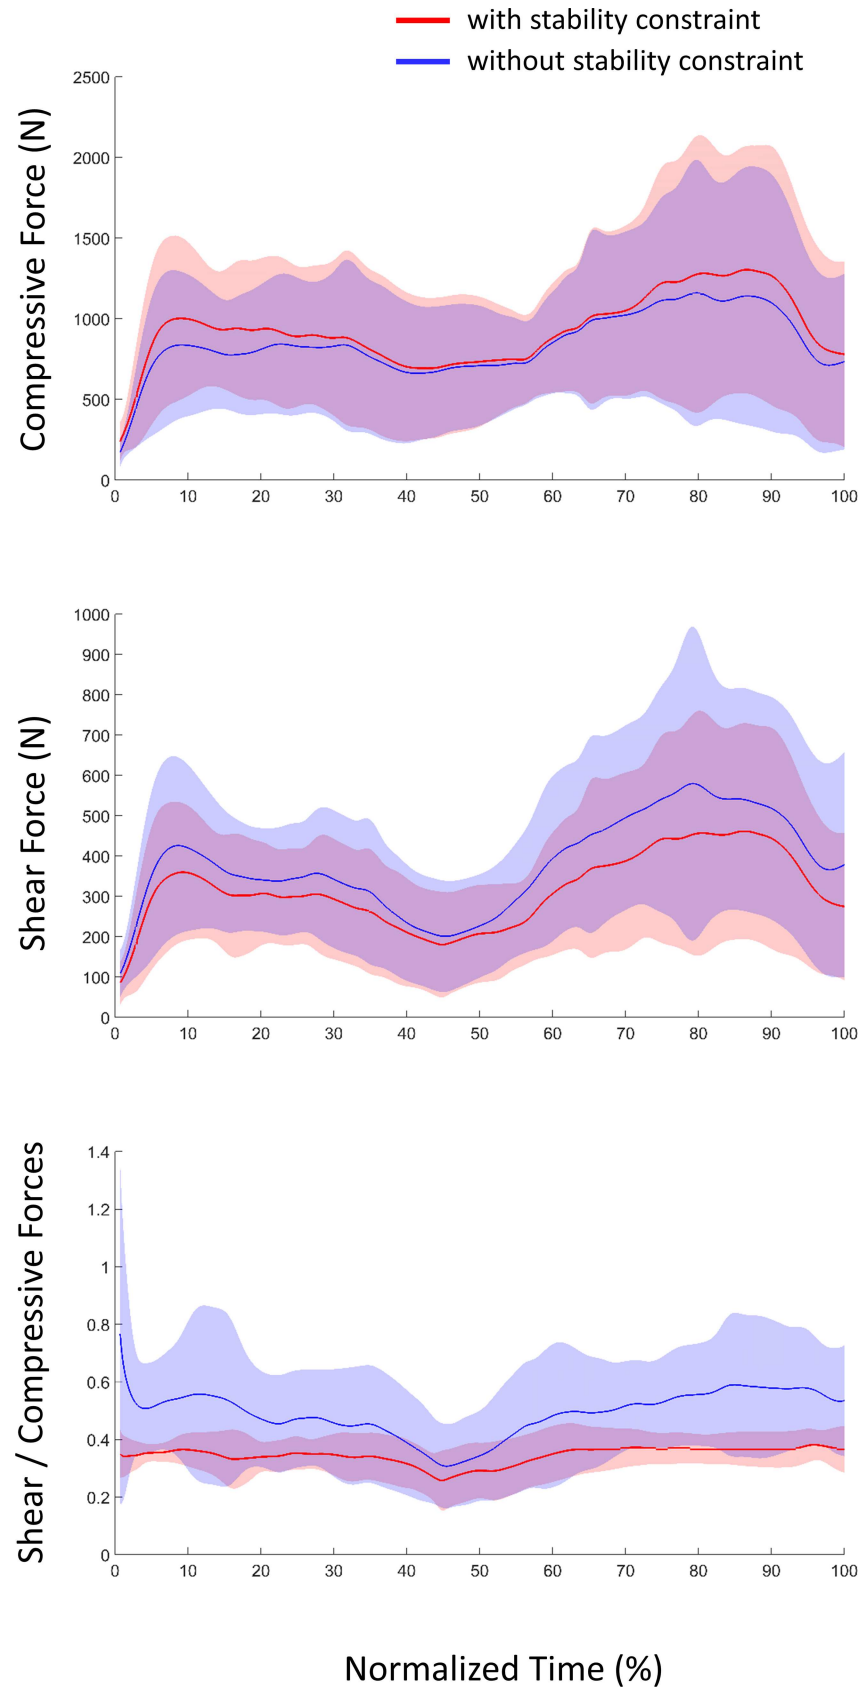 with stability constraint
without stability constraint
Compressive Force (N)
2500
2000
1500
1000
500
0
0 10 20 30 40 50 60 70 80 90 100
Shear Force (N)
1000
900
800
700
600
500
400
300
200
100
0
0 10 20 30 40 50 60 70 80 90 100
Shear / Compressive Forces
1.4
1.2
1
0.8
0.6
0.4
0.2
0
0 10 20 30 40 50 60 70 80 90 100
Normalized Time (%)